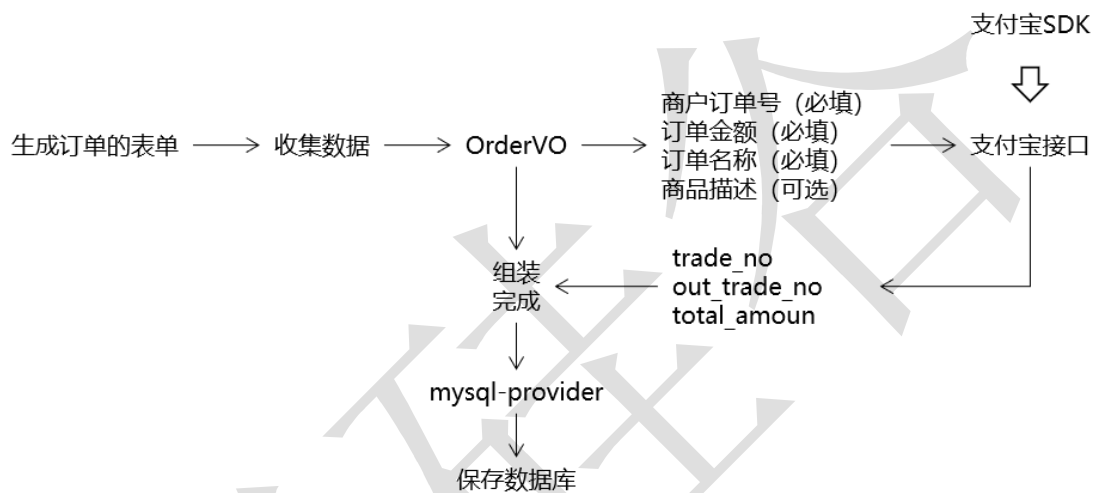 支付宝SDK
商户订单号（必填）
订单金额（必填）
生成订单的表单 收集数据 OrderVO 支付宝接口
订单名称（必填）
商品描述（可选）
组装
完成
trade_no
out_trade_no
total_amoun
mysql-provider
保存数据库